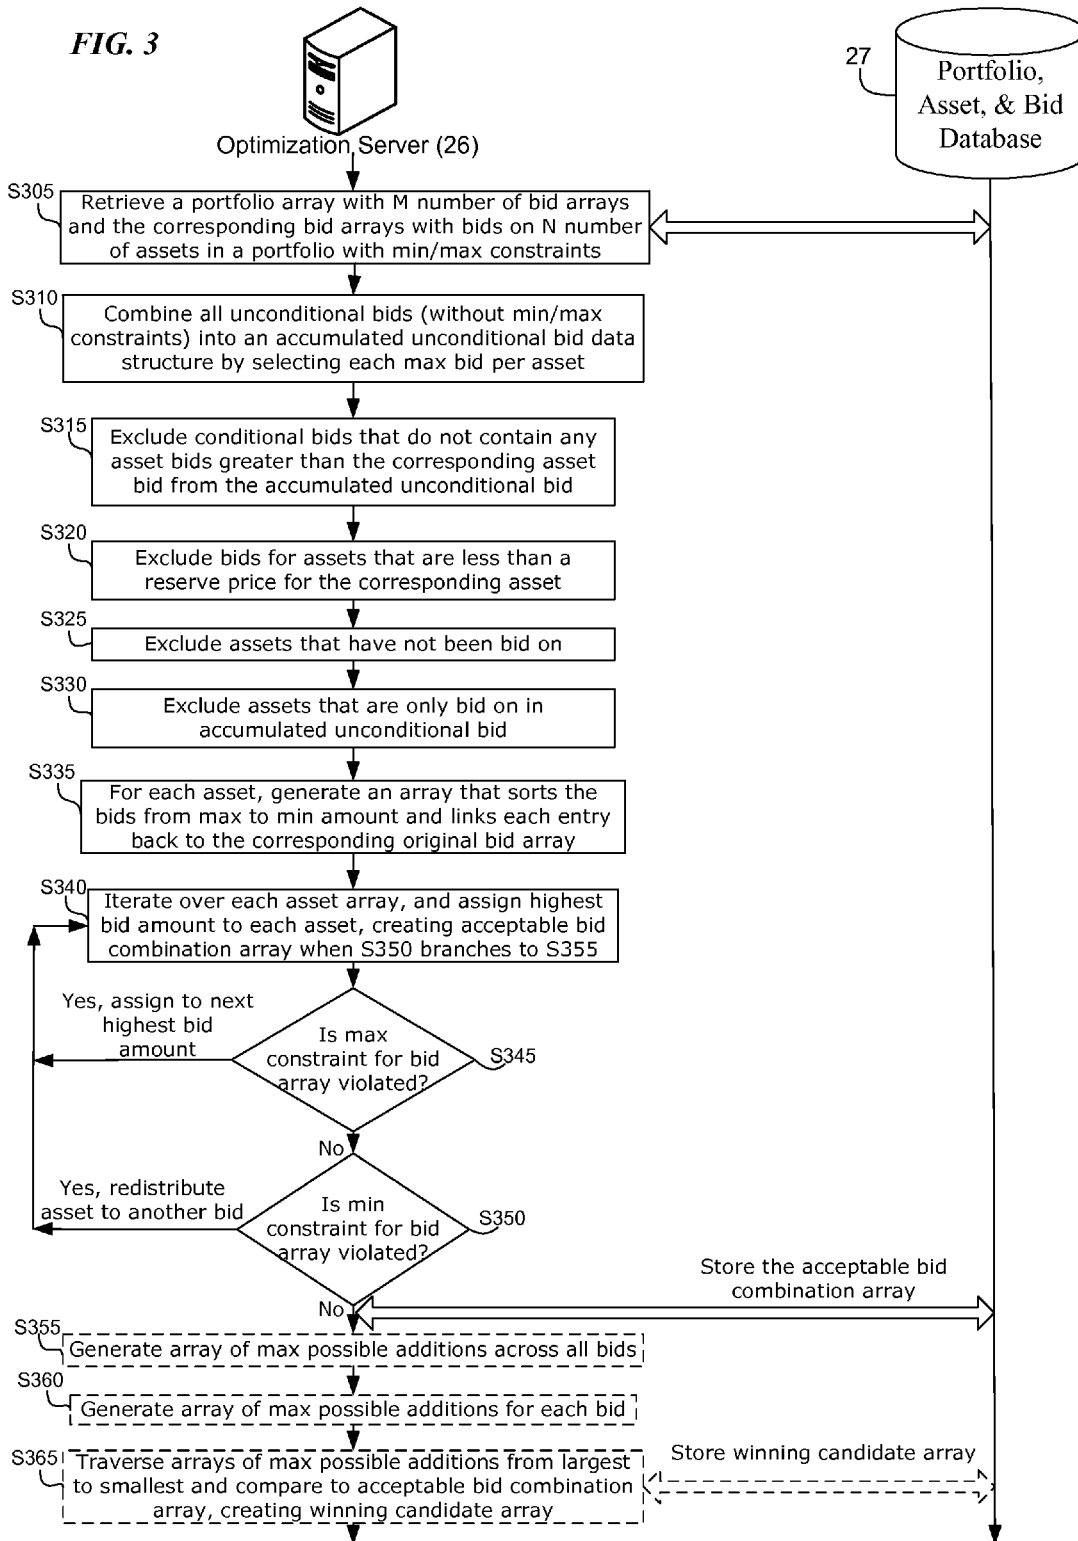 FIG. 3
Optimization Server (26)
27
Portfolio,
Asset, & Bid
Database
S305
Retrieve a portfolio array with M number of bid arrays
and the corresponding bid arrays with bids on N number
of assets in a portfolio with min/max constraints
S310
Combine all unconditional bids (without min/max
constraints) into an accumulated unconditional bid data
structure by selecting each max bid per asset
S315
Exclude conditional bids that do not contain any
asset bids greater than the corresponding asset
bid from the accumulated unconditional bid
S320
Exclude bids for assets that are less than a
reserve price for the corresponding asset
S325
Exclude assets that have not been bid on
S330
Exclude assets that are only bid on in
accumulated unconditional bid
S335
For each asset, generate an array that sorts the
bids from max to min amount and links each entry
back to the corresponding original bid array
S340
Iterate over each asset array, and assign highest
bid amount to each asset, creating acceptable bid
combination array when S350 branches to S355
Yes, assign to next
highest bid
amount
Is max
constraint for bid
array violated?
S345
No
Yes, redistribute
asset to another bid
Is min
constraint for bid
array violated?
S350
No
Store the acceptable bid
combination array
S355
Generate array of max possible additions across all bids
S360
Generate array of max possible additions for each bid
S365
Traverse arrays of max possible additions from largest
to smallest and compare to acceptable bid combination
array, creating winning candidate array
Store winning candidate array